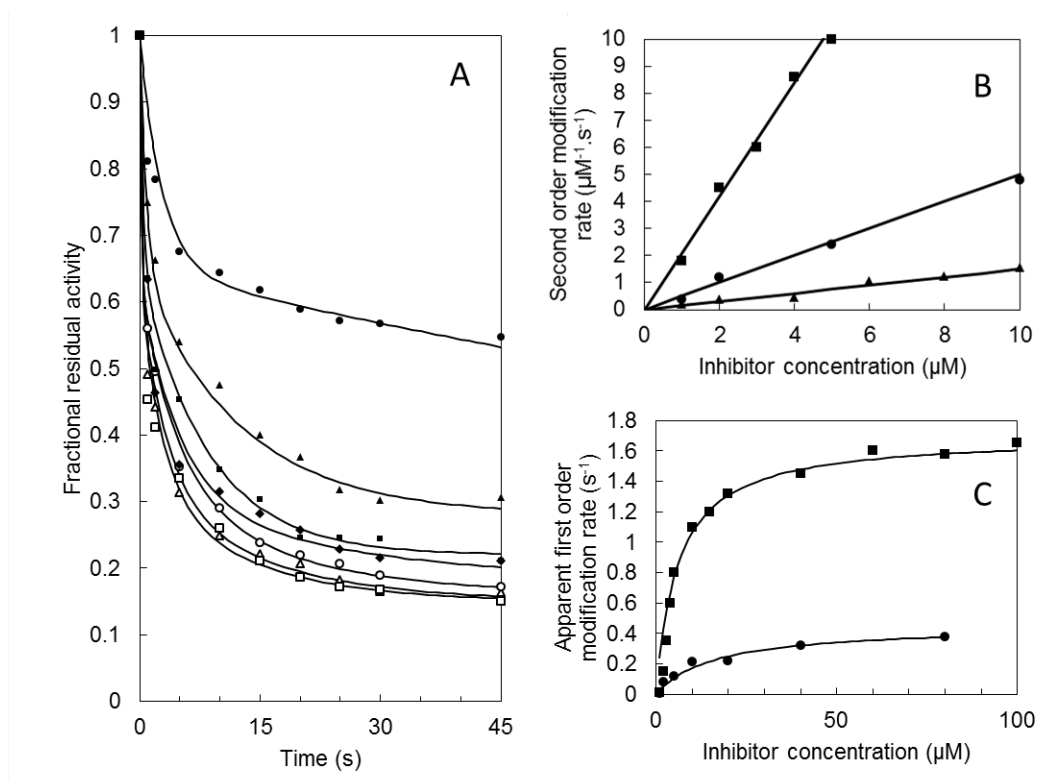 A
1
0.9
0.8
0.7
0.6
0.5
0.4
0.3
0.2
0.1
0
Fractional residual activity
0 15 30 45
Time (s)
B
10
9
8
7
6
5
4
3
2
1
0
Second order modification
rate (µM⁻¹.s⁻¹)
0 2 4 6 8 10
Inhibitor concentration (µM)
C
1.8
1.6
1.4
1.2
1
0.8
0.6
0.4
0.2
0
Apparent first order
modification rate (s⁻¹)
0 50 100
Inhibitor concentration (µM)